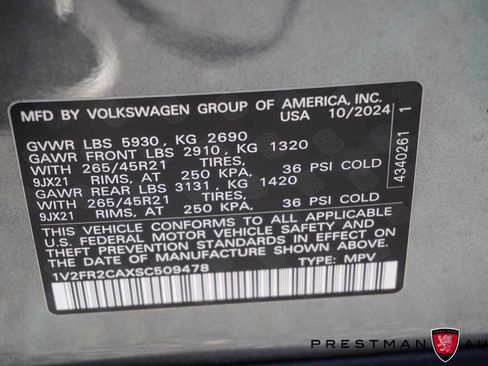 MFD BY VOLKSWAGEN GROUP OF AMERICA, INC.
USA 10/2024
GVWR LBS 5930, KG 2690
GAWR FRONT LBS 2910, KG 1320
WITH 265/45R21 TIRES,
9JX21 RIMS, AT 250 KPA, 36 PSI COLD
GAWR REAR LBS 3131, KG 1420
WITH 265/45R21 TIRES,
9JX21 RIMS, AT 250 KPA, 36 PSI COLD
THIS VEHICLE CONFORMS TO ALL APPLICABLE
U.S. FEDERAL MOTOR VEHICLE SAFETY AND
THEFT PREVENTION STANDARDS IN EFFECT ON
THE DATE OF MANUFACTURE SHOWN ABOVE.
1V2FR2CAXSC509478 TYPE: MPV
4340261 1
PRESTMAN AU